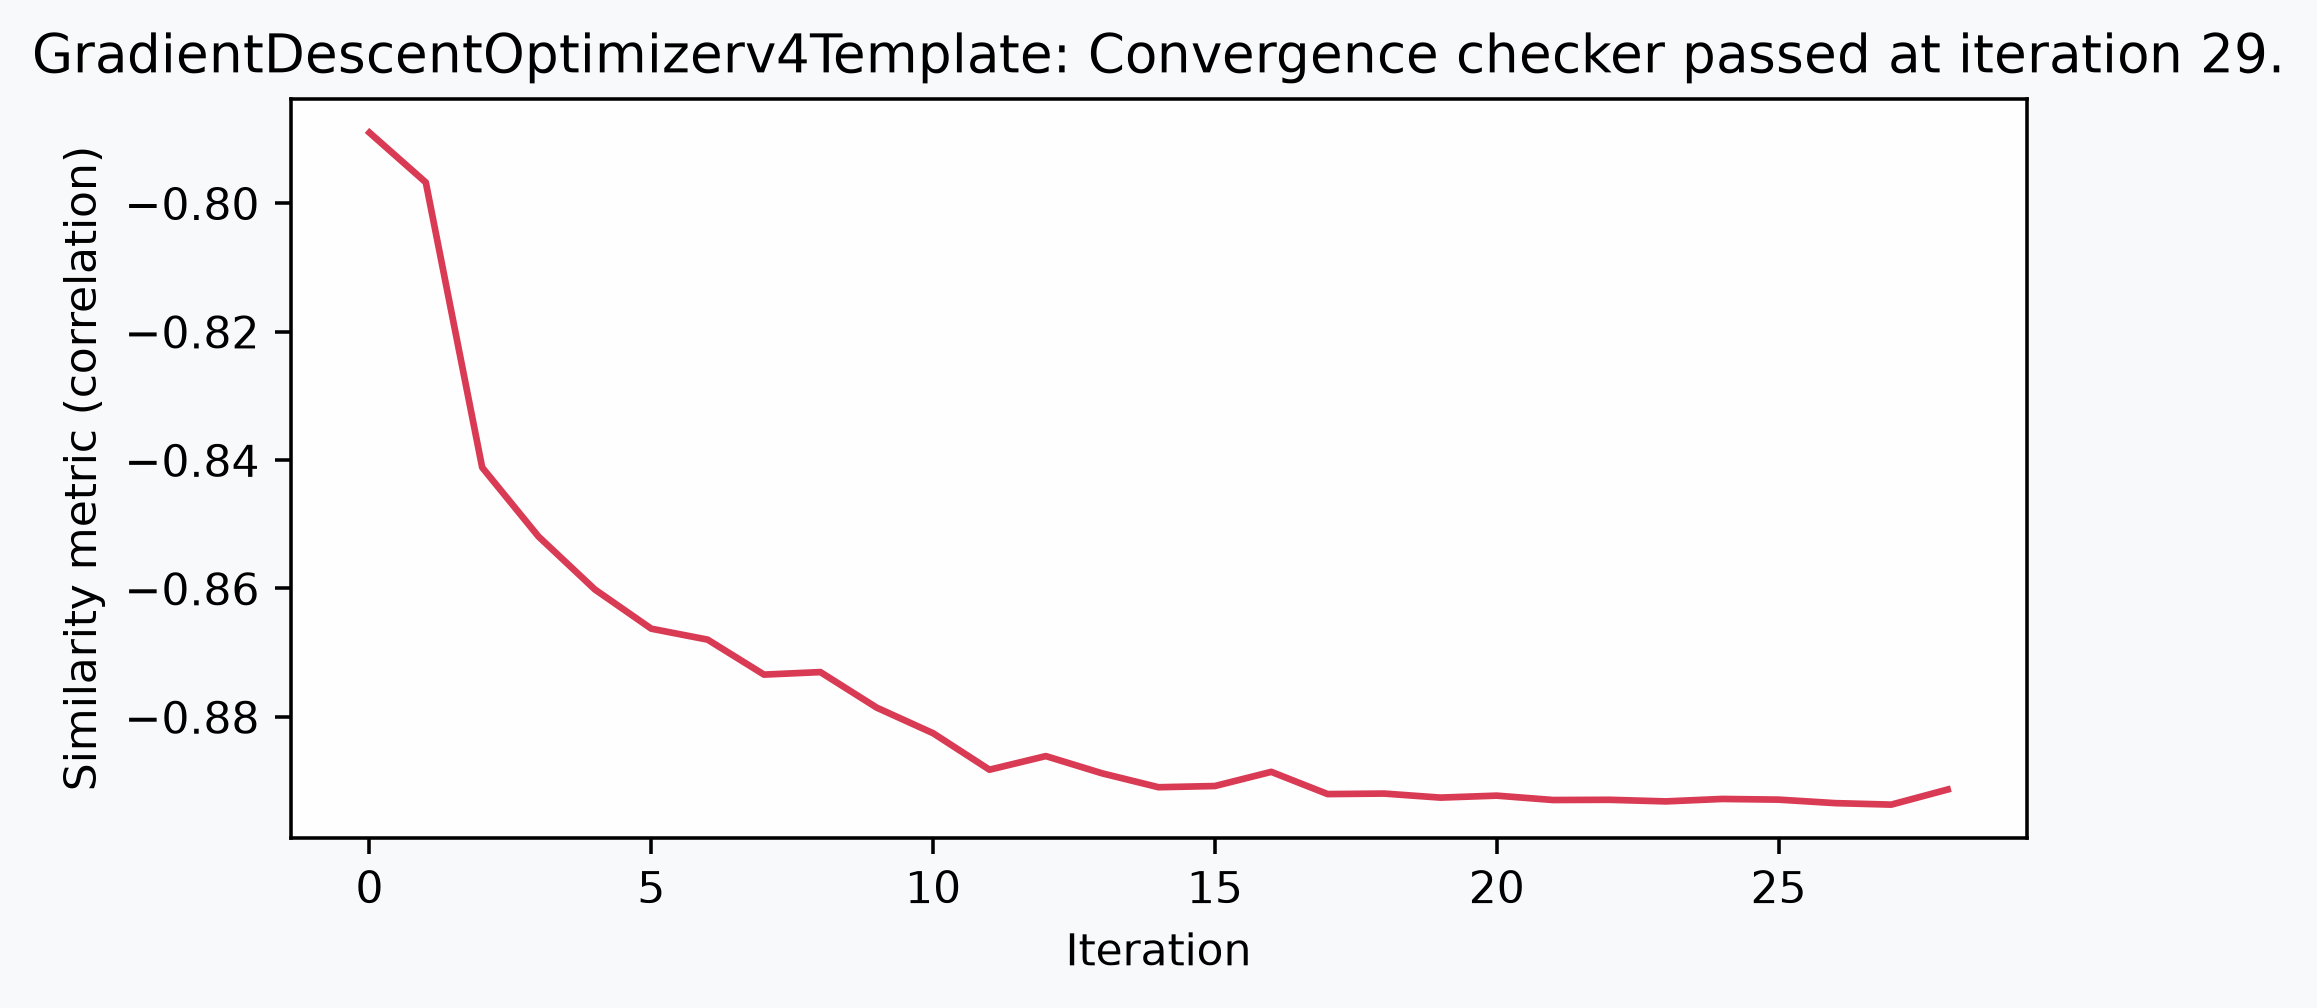 GradientDescentOptimizerv4Template: Convergence checker passed at iteration 29.
Similarity metric (correlation)
−0.80
−0.82
−0.84
−0.86
−0.88
0 5 10 15 20 25
Iteration